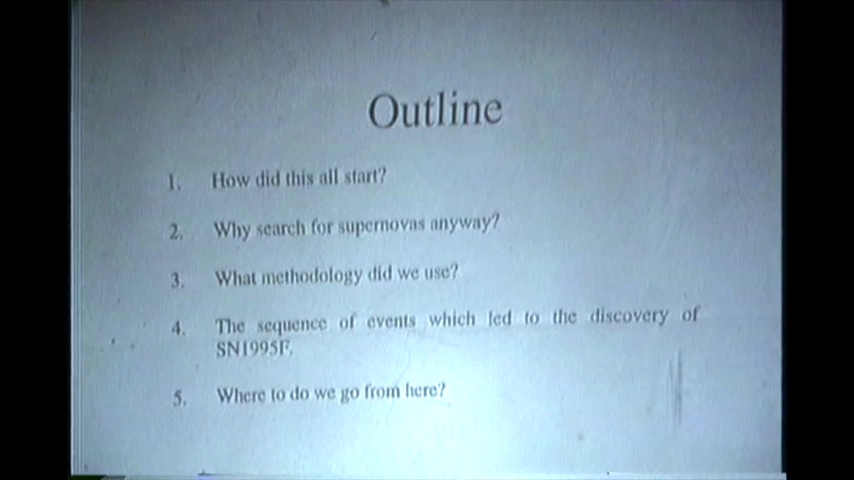 Outline
1. How did this all start?
2. Why search for supernovas anyway?
3. What methodology did we use?
4. The sequence of events which led to the discovery of
SN1995F.
5. Where to do we go from here?